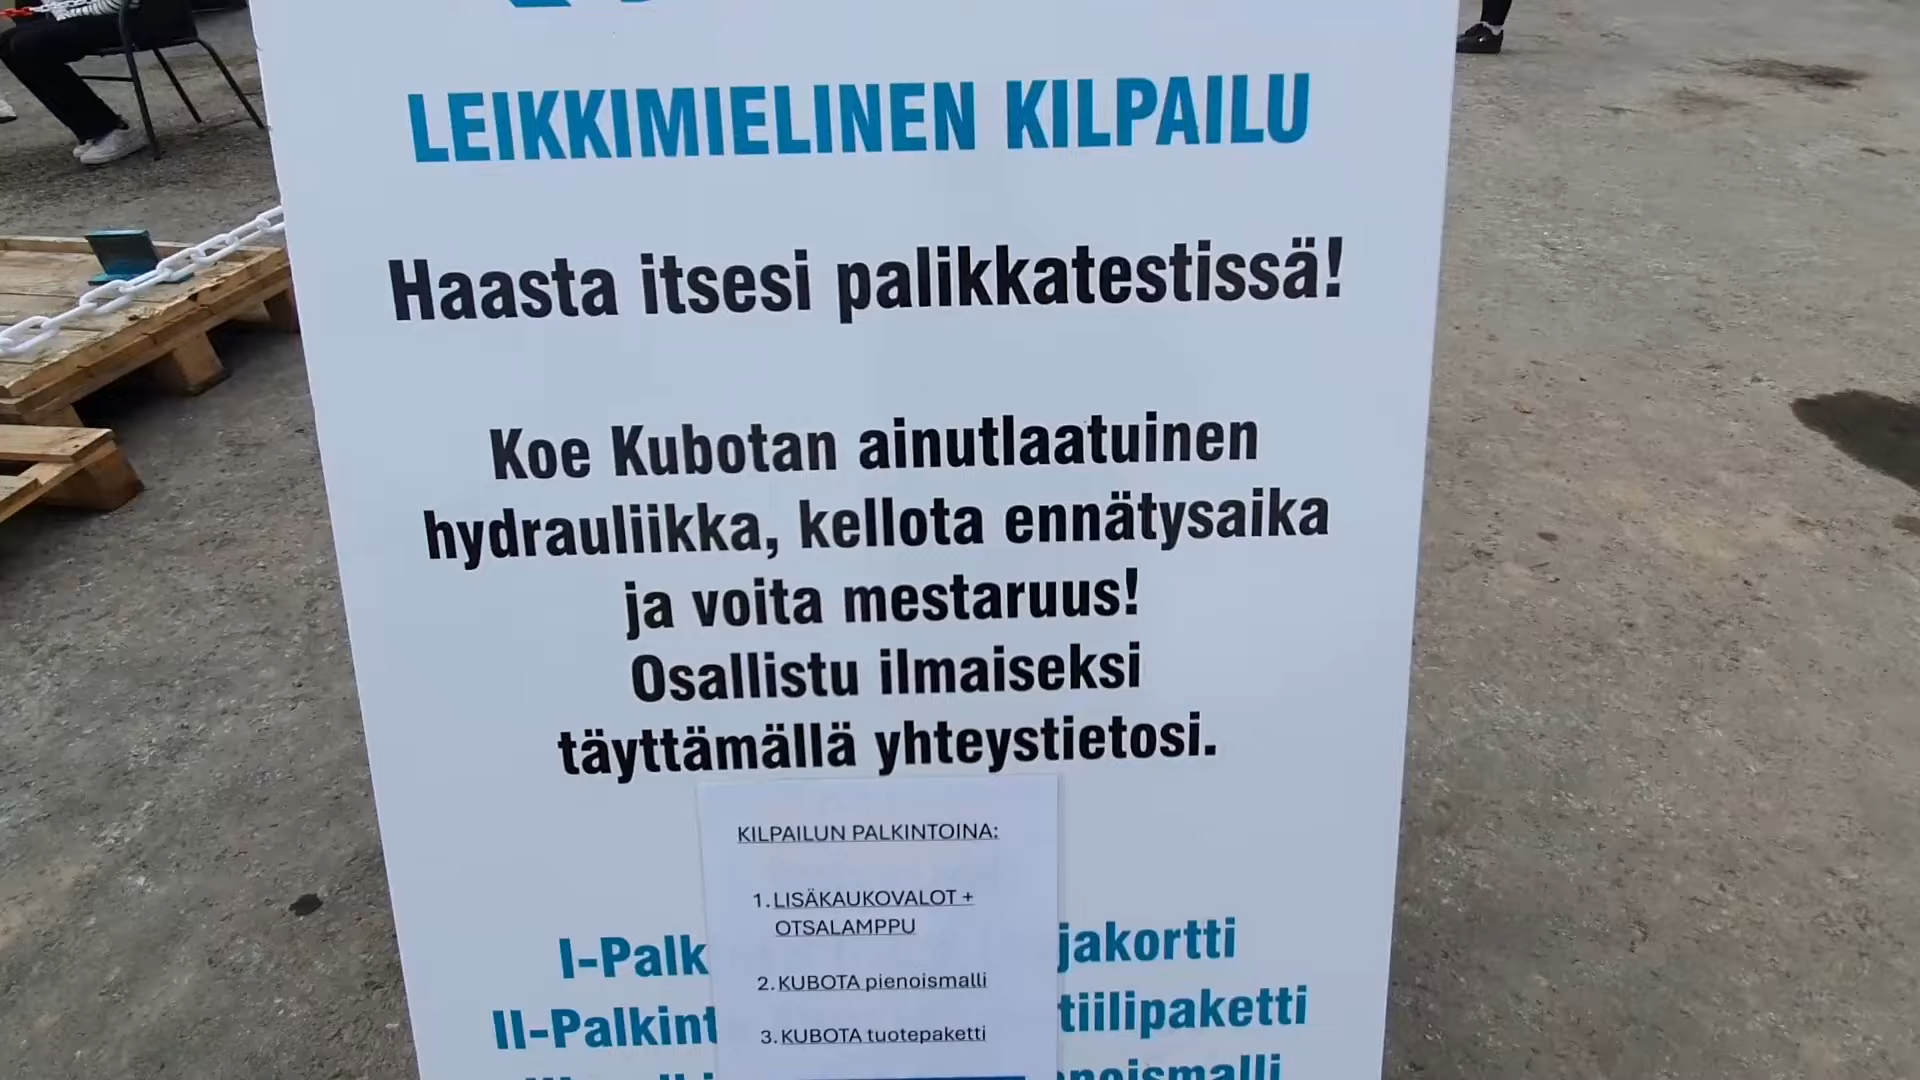 LEIKKIMIELINEN KILPAILU
Haasta itsesi palikkatestissä!
Koe Kubotan ainutlaatuinen
hydrauliikka, kellota ennätysaika
ja voita mestaruus!
Osallistu ilmaiseksi
täyttämällä yhteystietosi.
KILPAILUN PALKINTOINA:
1. LISÄKAUKOVALOT +
OTSALAMPPU
2. KUBOTA pienoismalli
3. KUBOTA tuotepaketti
I-Palk jakortti
II-Palkint tiilipaketti